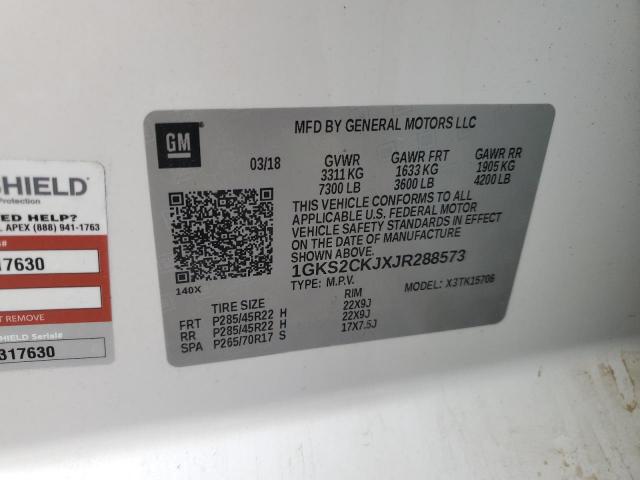 SHIELD
Protection
ED HELP?
L APEX (888) 941-1763
#
17630
T REMOVE
HIELD ID#
317630
GM
MFD BY GENERAL MOTORS LLC
03/18 GVWR GAWR FRT GAWR RR
3311 KG 1633 KG 1905 KG
7300 LB 3600 LB 4200 LB
THIS VEHICLE CONFORMS TO ALL
APPLICABLE U.S. FEDERAL MOTOR
VEHICLE SAFETY STANDARDS IN EFFECT
ON THE DATE OF MANUFACTURE SHOWN ABOVE.
1GKS2CKJXJR288573
TYPE: M.P.V. MODEL: X3TK15706
140X
TIRE SIZE RIM
FRT P285/45R22 H 22X9J
RR P285/45R22 H 22X9J
SPA P265/70R17 S 17X7.5J